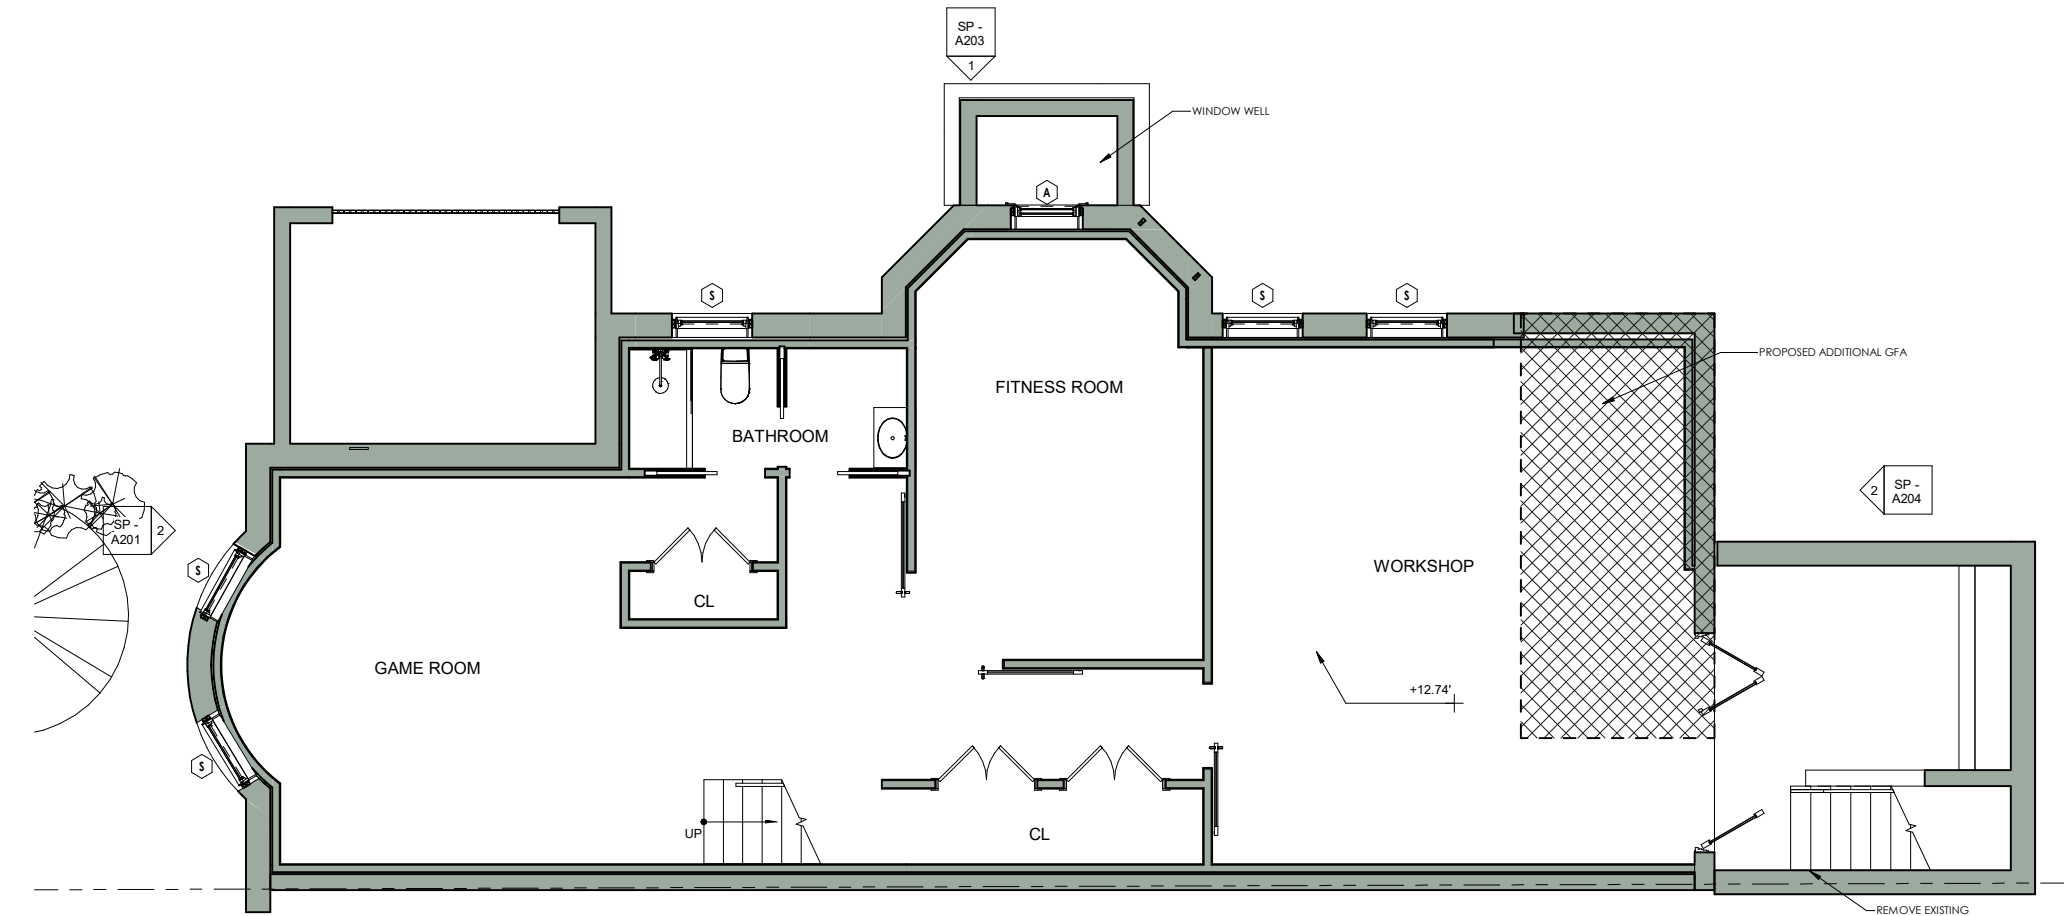 SP -
A203
1
WINDOW WELL
A
S
S
S
PROPOSED ADDITIONAL GFA
FITNESS ROOM
BATHROOM
2
SP -
A204
SP -
A201
2
S
WORKSHOP
CL
GAME ROOM
+12.74'
S
UP
CL
REMOVE EXISTING